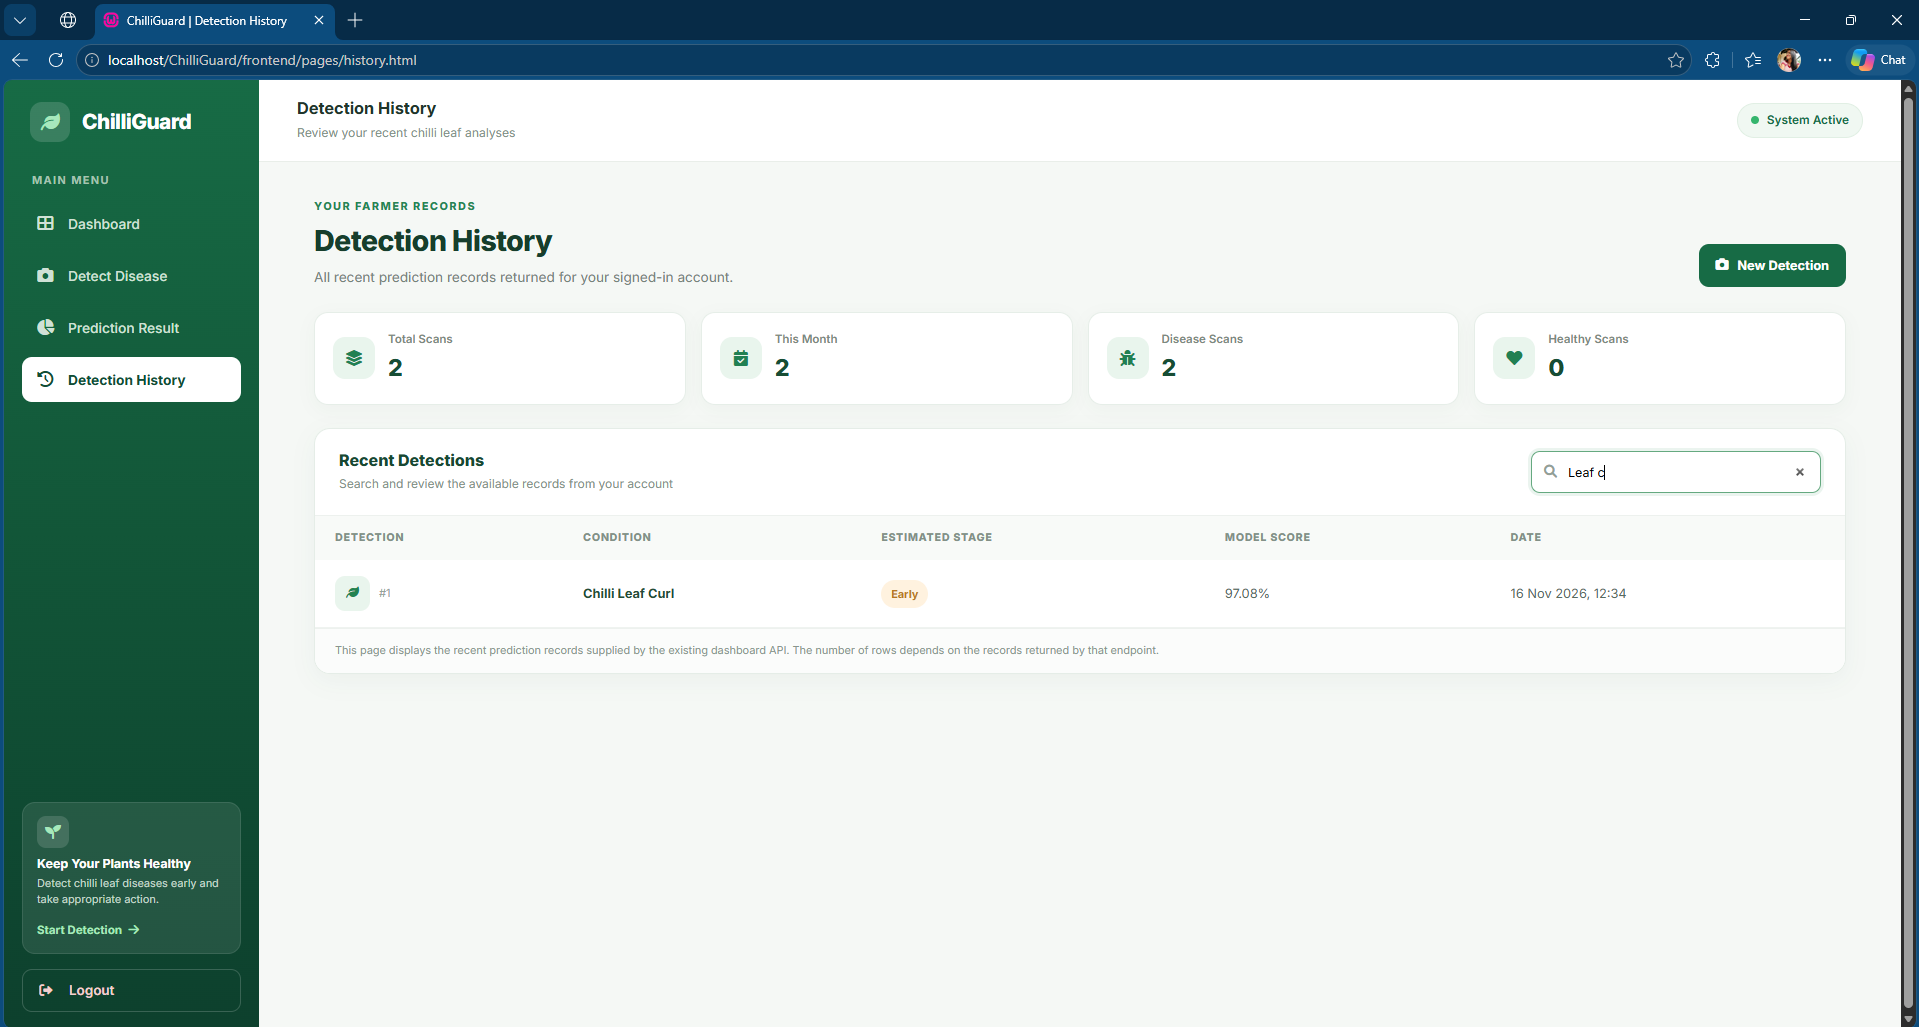 ChilliGuard | Detection History
localhost/ChilliGuard/frontend/pages/history.html
Chat
ChilliGuard
MAIN MENU
Dashboard
Detect Disease
Prediction Result
Detection History
Keep Your Plants Healthy
Detect chilli leaf diseases early and
take appropriate action.
Start Detection
Logout
Detection History
Review your recent chilli leaf analyses
System Active
YOUR FARMER RECORDS
Detection History
All recent prediction records returned for your signed-in account.
New Detection
Total Scans
2
This Month
2
Disease Scans
2
Healthy Scans
0
Recent Detections
Search and review the available records from your account
Leaf c
DETECTION CONDITION ESTIMATED STAGE MODEL SCORE DATE
#1 Chilli Leaf Curl Early 97.08% 16 Nov 2026, 12:34
This page displays the recent prediction records supplied by the existing dashboard API. The number of rows depends on the records returned by that endpoint.